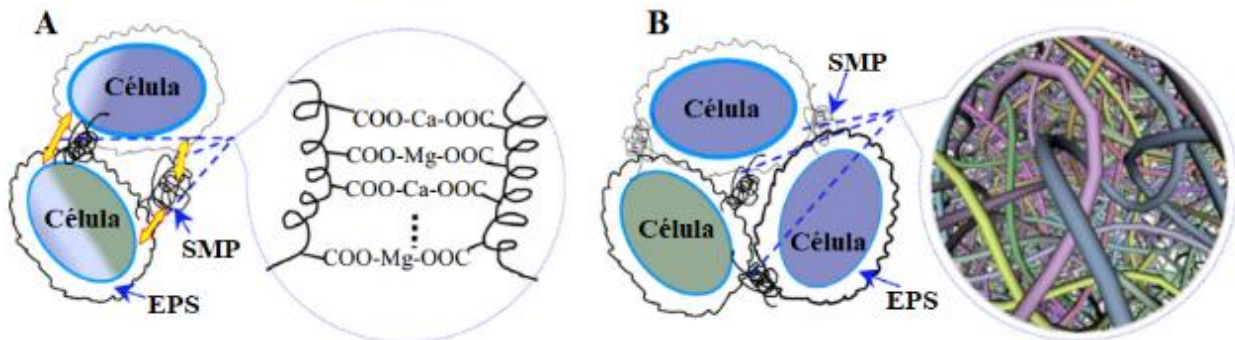 A
Célula
Célula
SMP
EPS
COO-Ca-OOC
COO-Mg-OOC
COO-Ca-OOC
COO-Mg-OOC
B
SMP
Célula
Célula
Célula
EPS